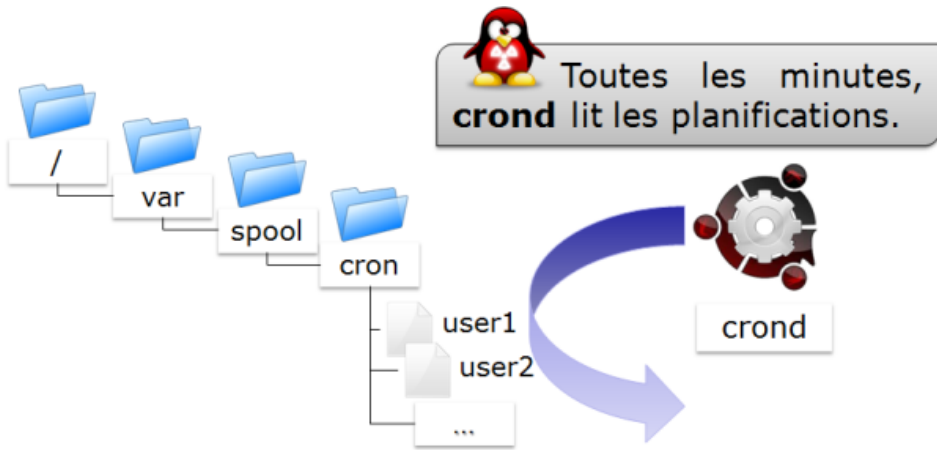 Toutes les minutes,
crond lit les planifications.
/
var
spool
cron
user1
user2
...
crond